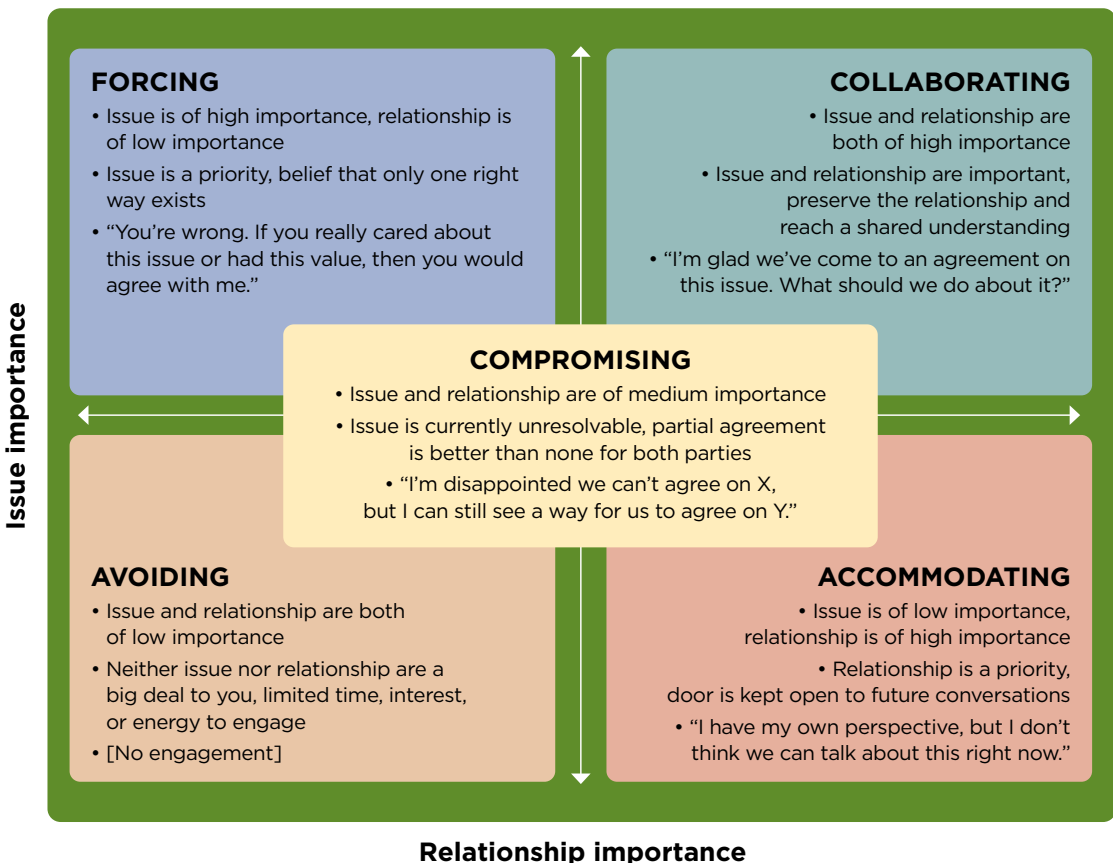 FORCING
• Issue is of high importance, relationship is
of low importance
• Issue is a priority, belief that only one right
way exists
• “You’re wrong. If you really cared about
this issue or had this value, then you would
agree with me.”
COLLABORATING
• Issue and relationship are
both of high importance
• Issue and relationship are important,
preserve the relationship and
reach a shared understanding
• “I’m glad we’ve come to an agreement on
this issue. What should we do about it?”
COMPROMISING
• Issue and relationship are of medium importance
• Issue is currently unresolvable, partial agreement
is better than none for both parties
• “I’m disappointed we can’t agree on X,
but I can still see a way for us to agree on Y.”
AVOIDING
• Issue and relationship are both
of low importance
• Neither issue nor relationship are a
big deal to you, limited time, interest,
or energy to engage
• [No engagement]
ACCOMMODATING
• Issue is of low importance,
relationship is of high importance
• Relationship is a priority,
door is kept open to future conversations
• “I have my own perspective, but I don’t
think we can talk about this right now.”
Issue importance
Relationship importance